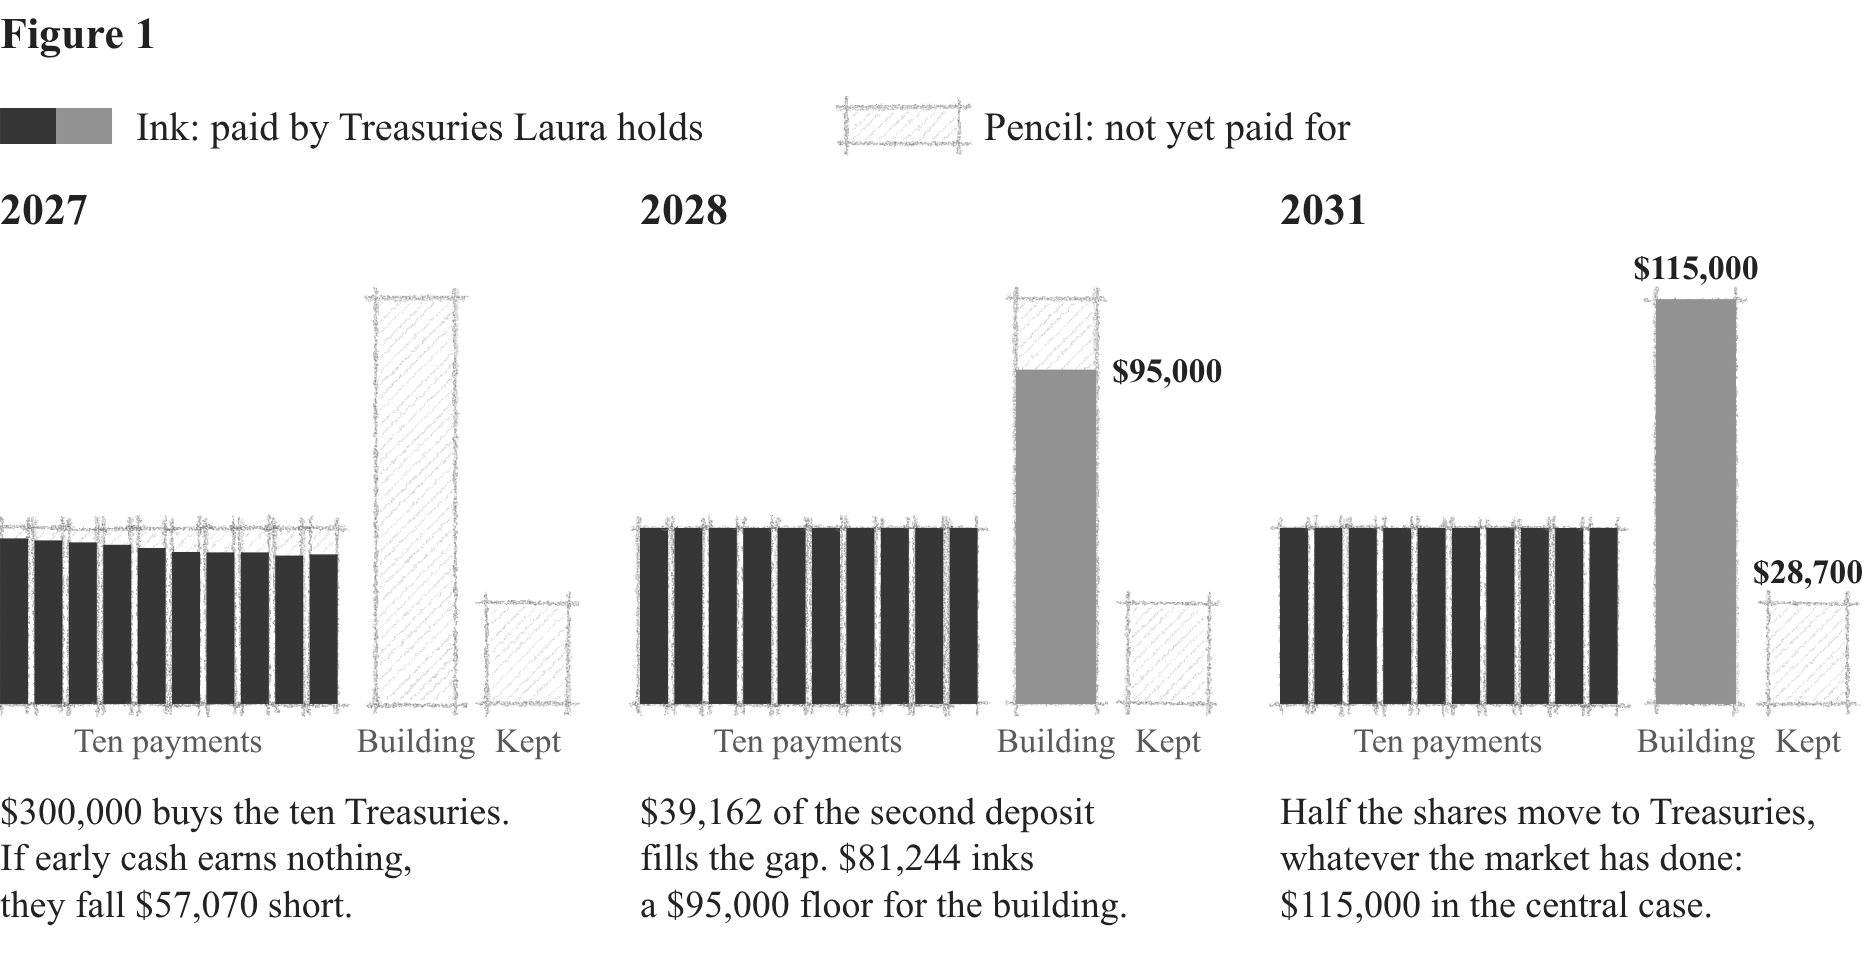 Figure 1
Ink: paid by Treasuries Laura holds
Pencil: not yet paid for
2027
Ten payments
Building
Kept
$300,000 buys the ten Treasuries.
If early cash earns nothing,
they fall $57,070 short.
2028
$95,000
Ten payments
Building
Kept
$39,162 of the second deposit
fills the gap. $81,244 inks
a $95,000 floor for the building.
2031
$115,000
$28,700
Ten payments
Building
Kept
Half the shares move to Treasuries,
whatever the market has done:
$115,000 in the central case.